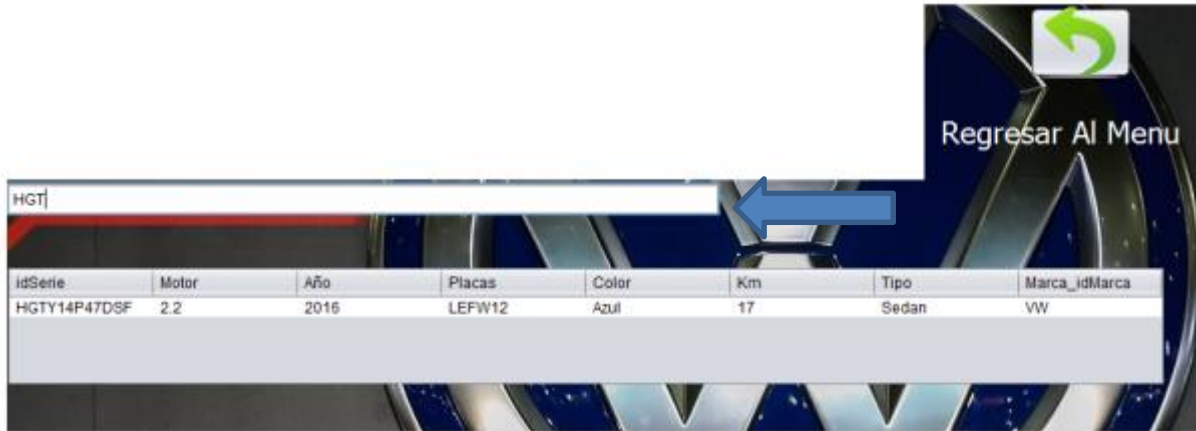 Regresar Al Menu
HGT
idSerie Motor Año Placas Color Km Tipo Marca_idMarca
HGTY14P47DSF 2.2 2016 LEFW12 Azul 17 Sedan VW